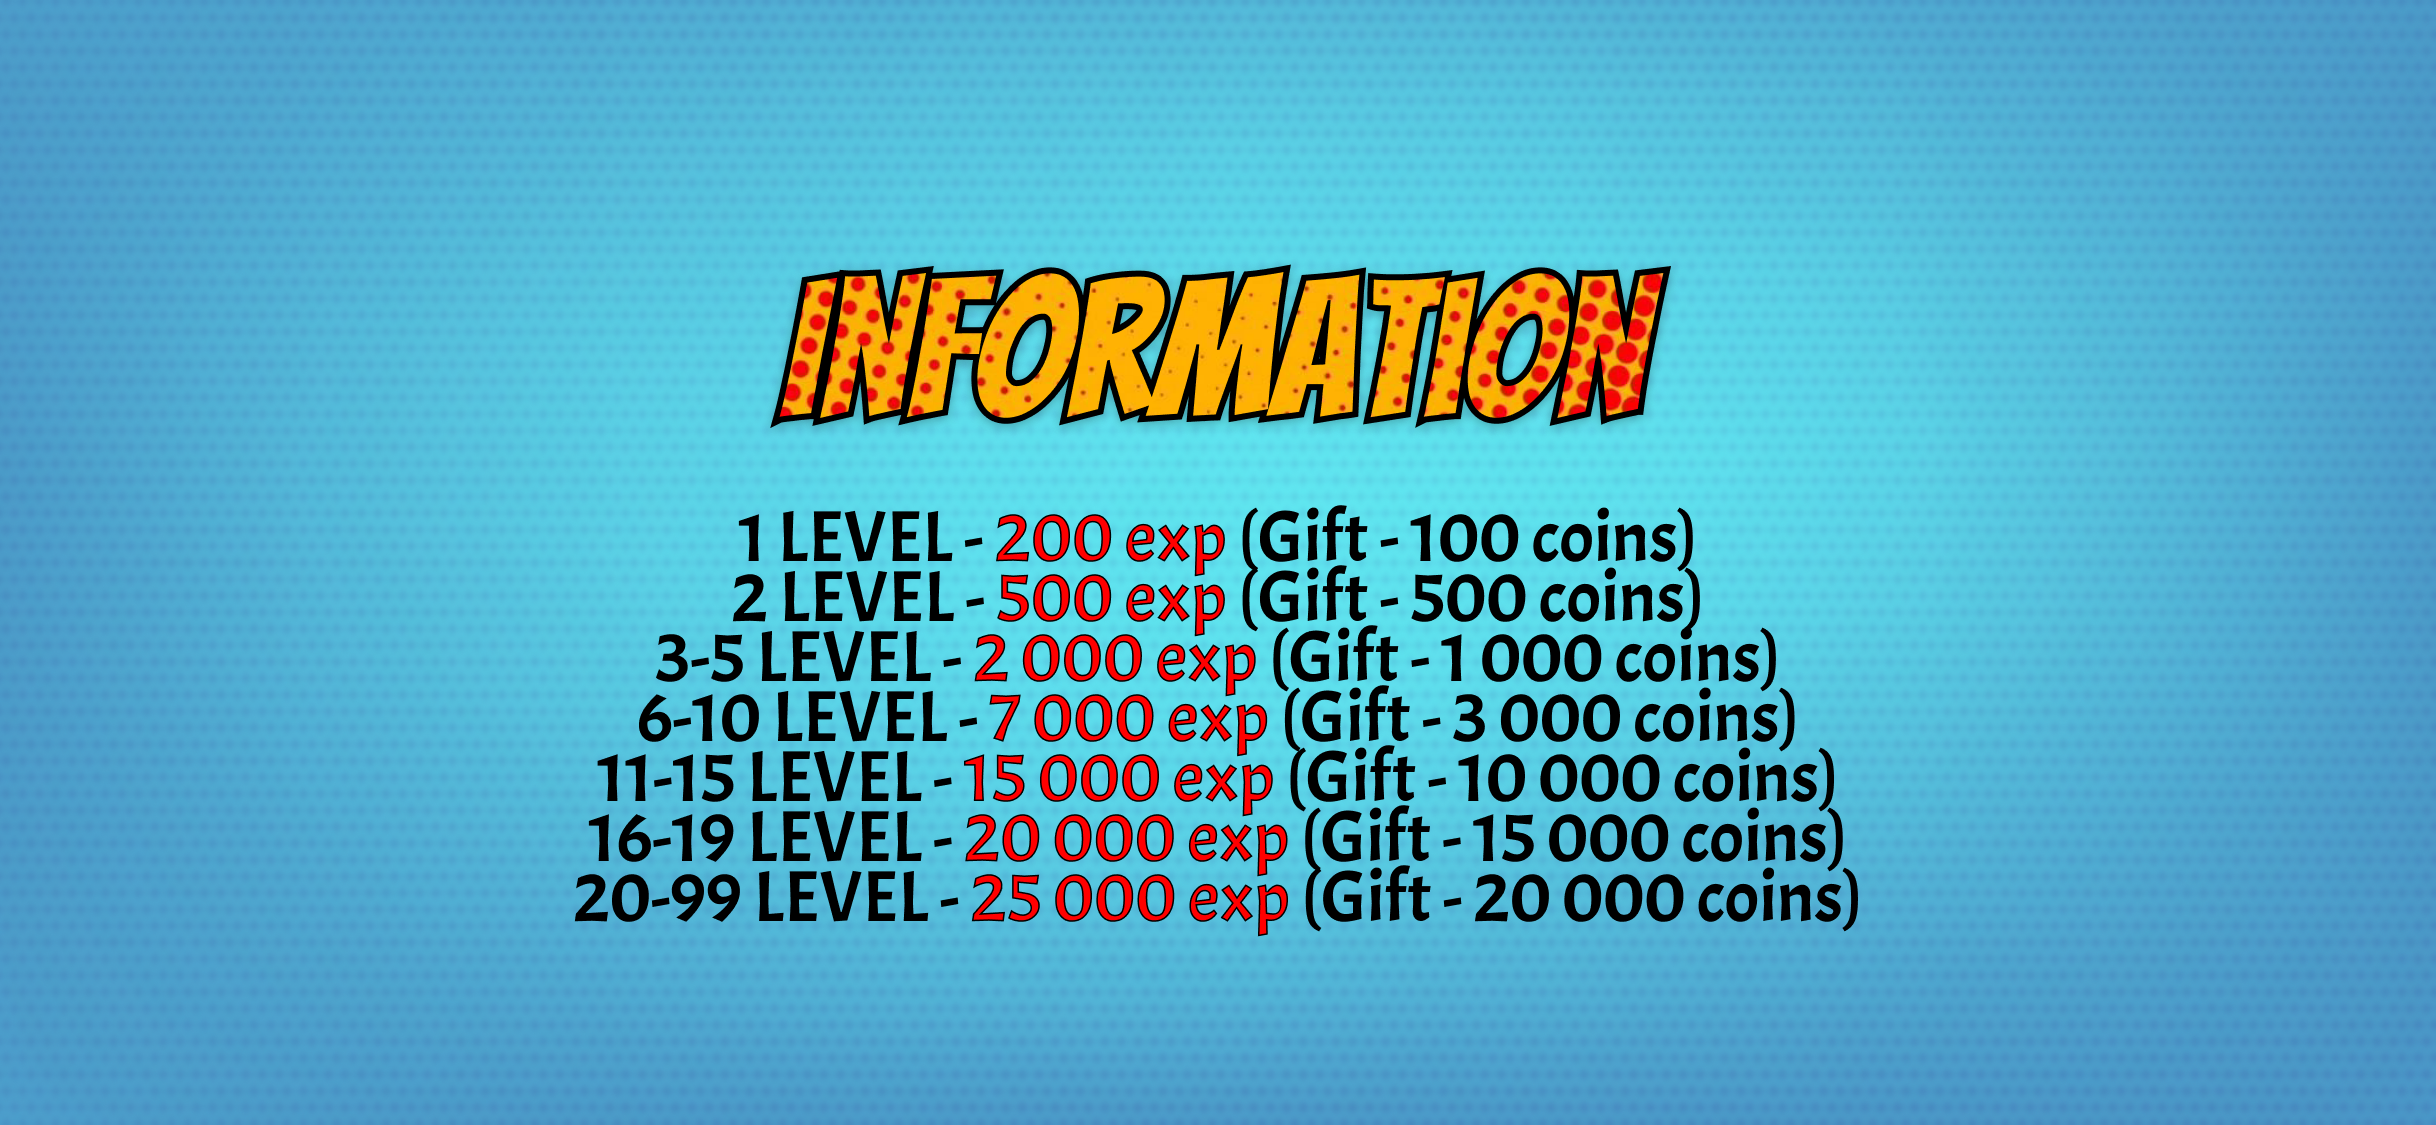 INFORMATION
1 LEVEL - 200 exp (Gift - 100 coins)
2 LEVEL - 500 exp (Gift - 500 coins)
3-5 LEVEL - 2 000 exp (Gift - 1 000 coins)
6-10 LEVEL - 7 000 exp (Gift - 3 000 coins)
11-15 LEVEL - 15 000 exp (Gift - 10 000 coins)
16-19 LEVEL - 20 000 exp (Gift - 15 000 coins)
20-99 LEVEL - 25 000 exp (Gift - 20 000 coins)